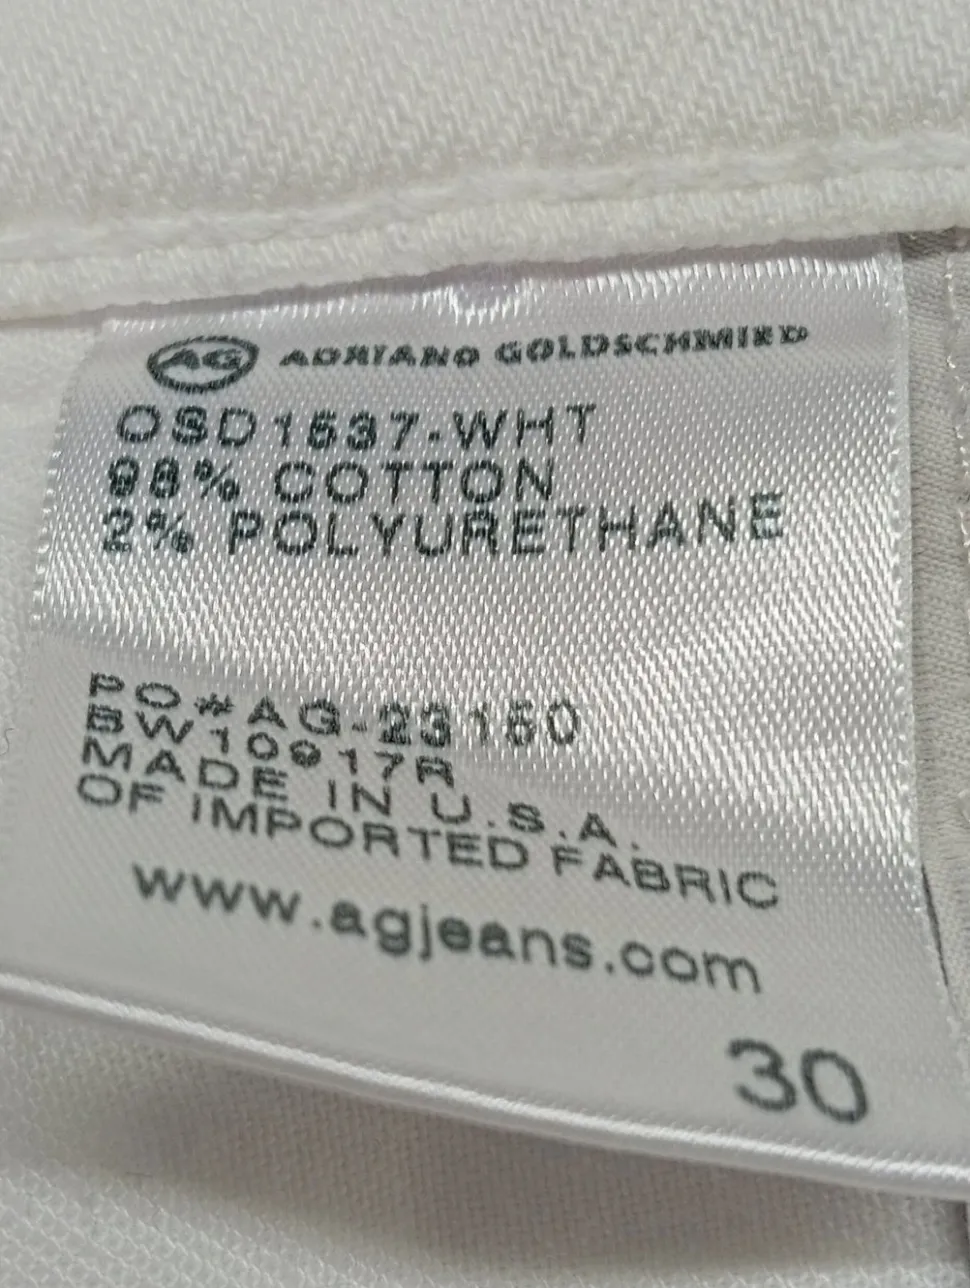 AG ADRIANO GOLDSCHMIED
OSD1537-WHT
98% COTTON
2% POLYURETHANE
PO#AG-23150
BW10917R
MADE IN U.S.A.
OF IMPORTED FABRIC
www.agjeans.com
30